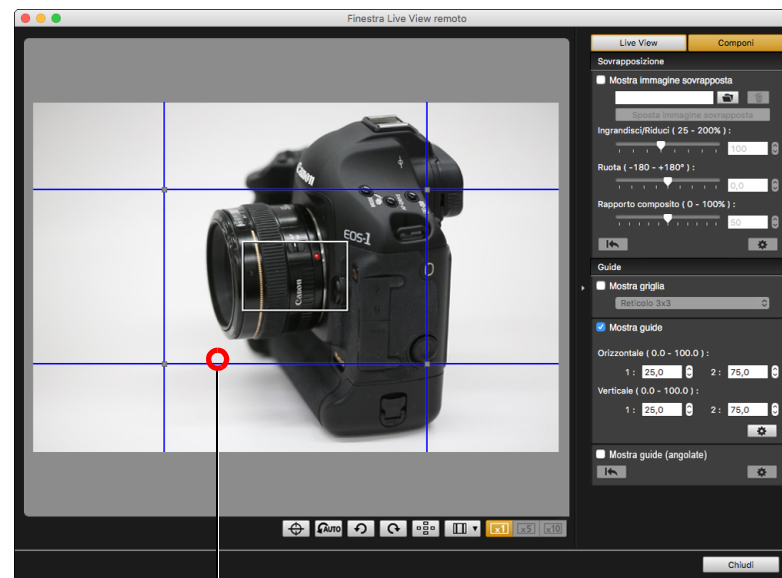 Finestra Live View remoto
Live View
Componi
Sovrapposizione
Mostra immagine sovrapposta
Sposta immagine sovrapposta
Ingrandisci/Riduci ( 25 - 200% ) :
100
Ruota ( -180 - +180° ) :
0,0
Rapporto composito ( 0 - 100% ) :
50
Guide
Mostra griglia
Reticolo 3x3
Mostra guide
Orizzontale ( 0.0 - 100.0 ) :
1 : 25,0 2 : 75,0
Verticale ( 0.0 - 100.0 ) :
1 : 25,0 2 : 75,0
Mostra guide (angolate)
Canon
EOS-1
Canon
AUTO
x1 x5 x10
Chiudi